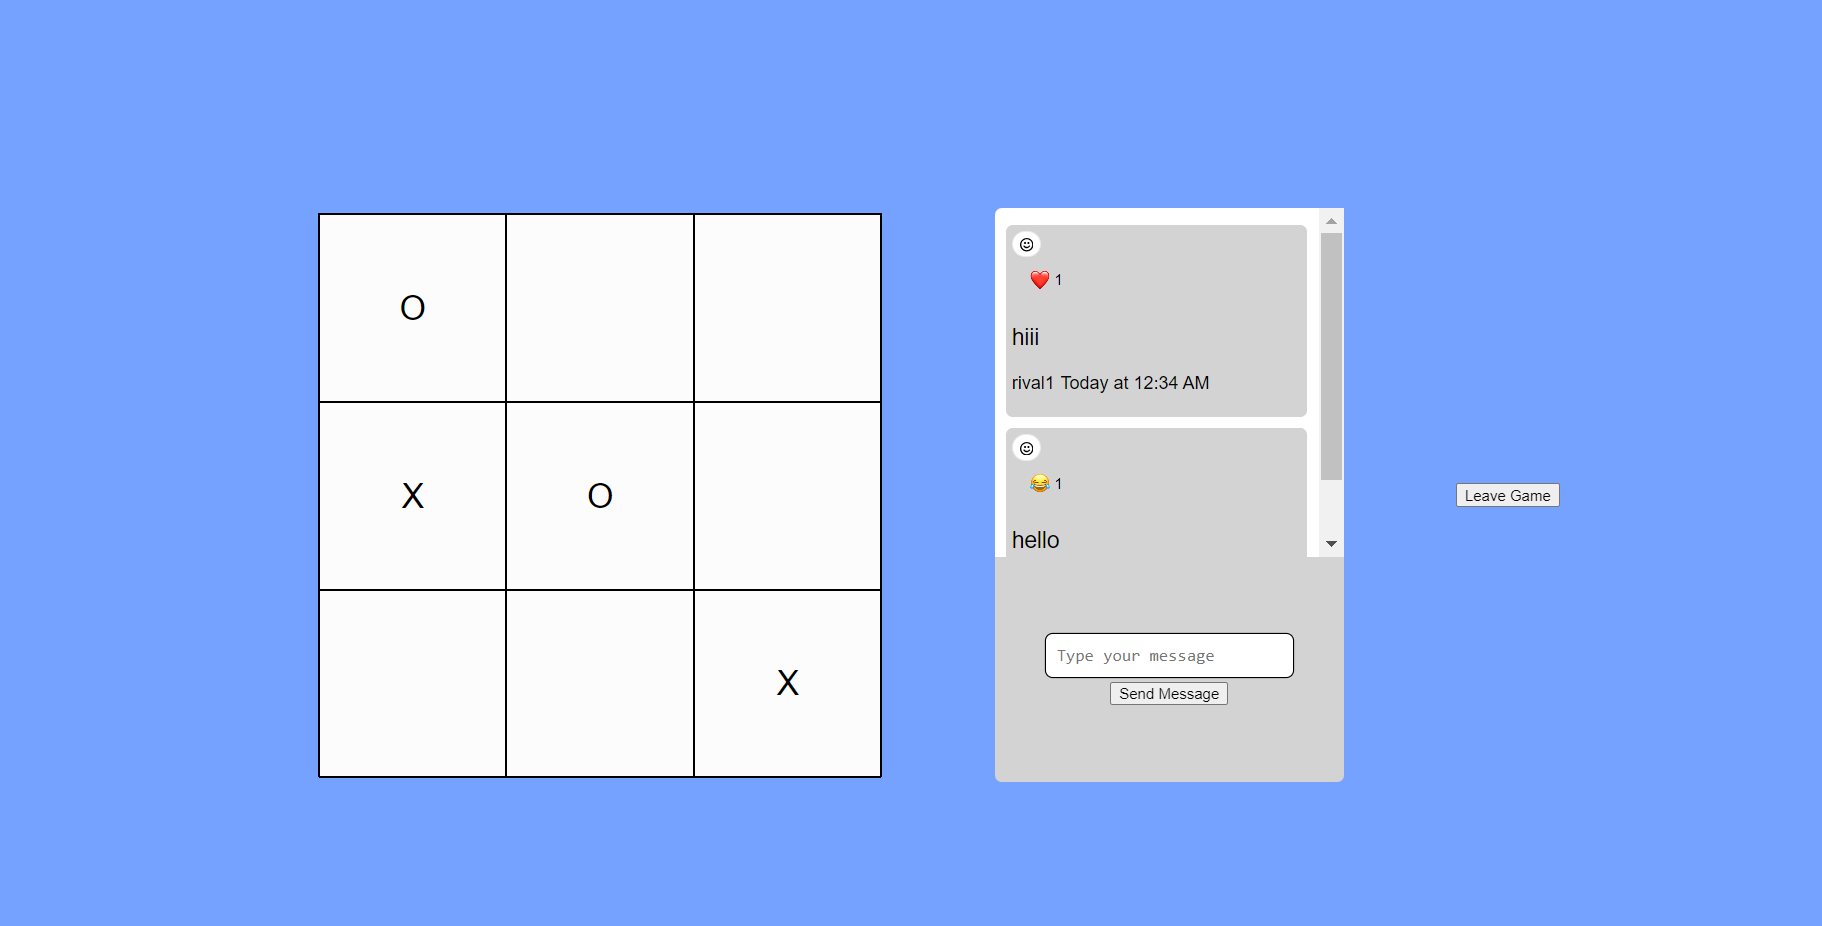 O
X O
X
❤️ 1
hiii
rival1 Today at 12:34 AM
😂 1
hello
Type your message
Send Message
Leave Game